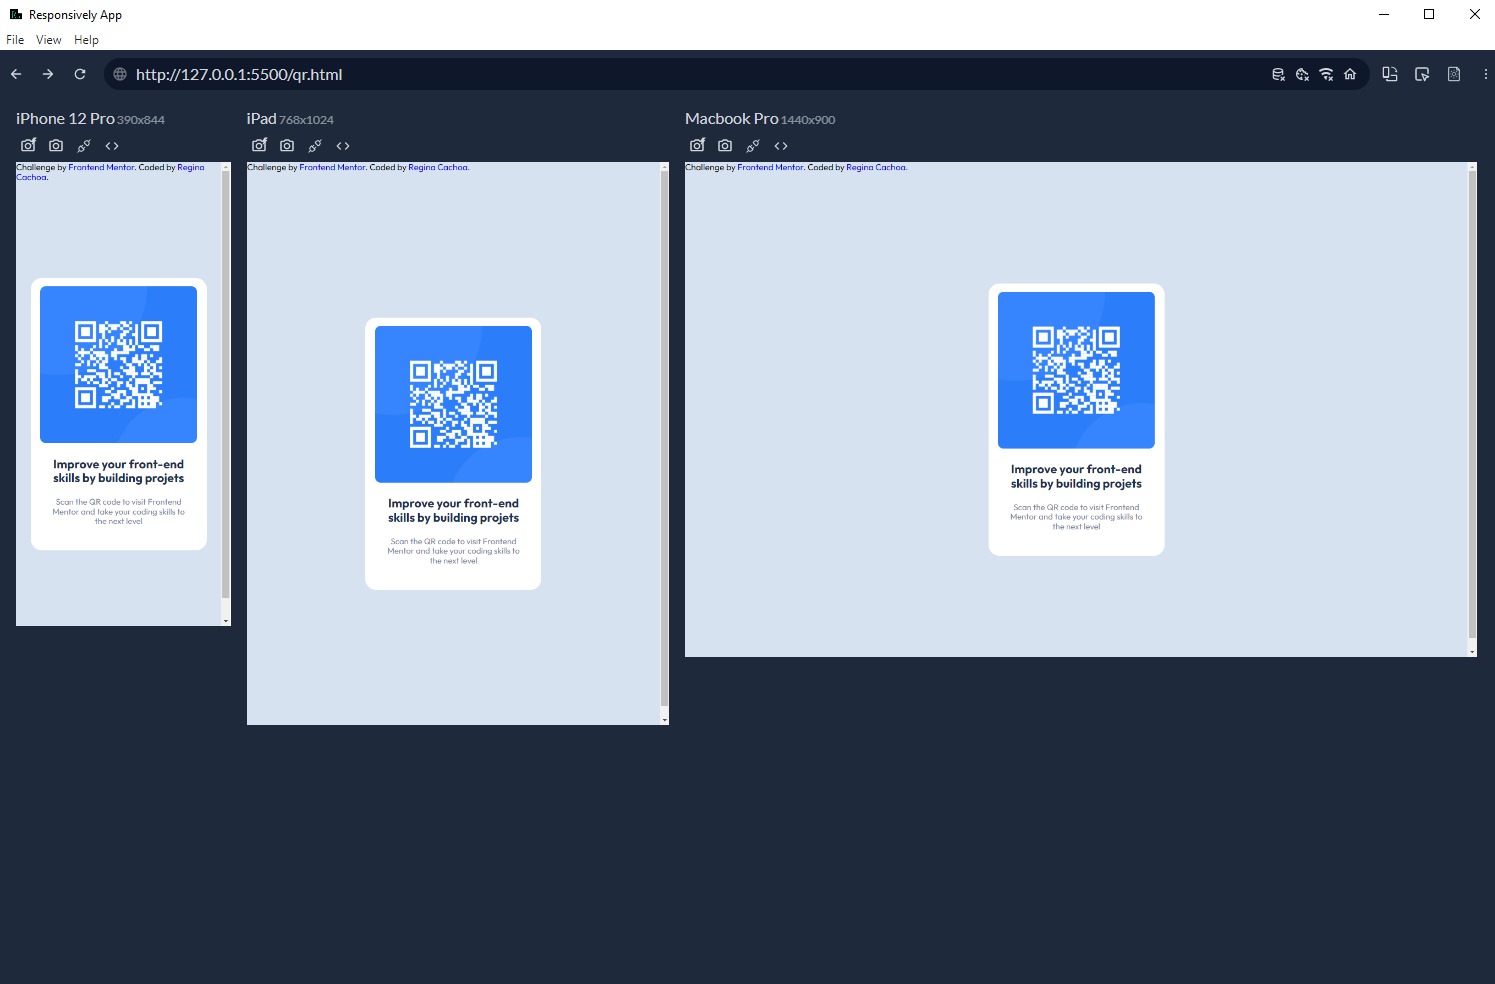 Responsively App
File View Help
http://127.0.0.1:5500/qr.html
iPhone 12 Pro 390x844
Challenge by Frontend Mentor. Coded by Regina
Cachoa.
Improve your front-end
skills by building projets
Scan the QR code to visit Frontend
Mentor and take your coding skills to
the next level
iPad 768x1024
Challenge by Frontend Mentor. Coded by Regina Cachoa.
Improve your front-end
skills by building projets
Scan the QR code to visit Frontend
Mentor and take your coding skills to
the next level
Macbook Pro 1440x900
Challenge by Frontend Mentor. Coded by Regina Cachoa.
Improve your front-end
skills by building projets
Scan the QR code to visit Frontend
Mentor and take your coding skills to
the next level